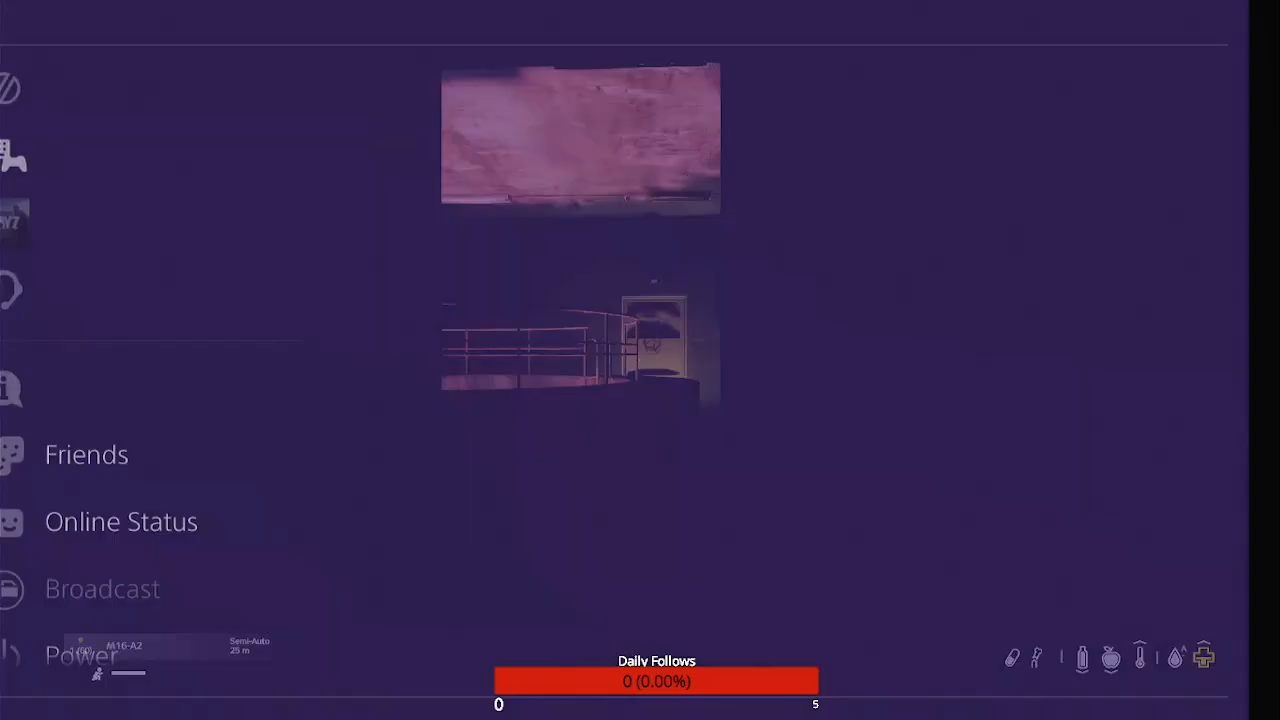 Friends
Online Status
Broadcast
Power
M16-A2
Semi-Auto
25 m
Daily Follows
0 (0.00%)
0
5